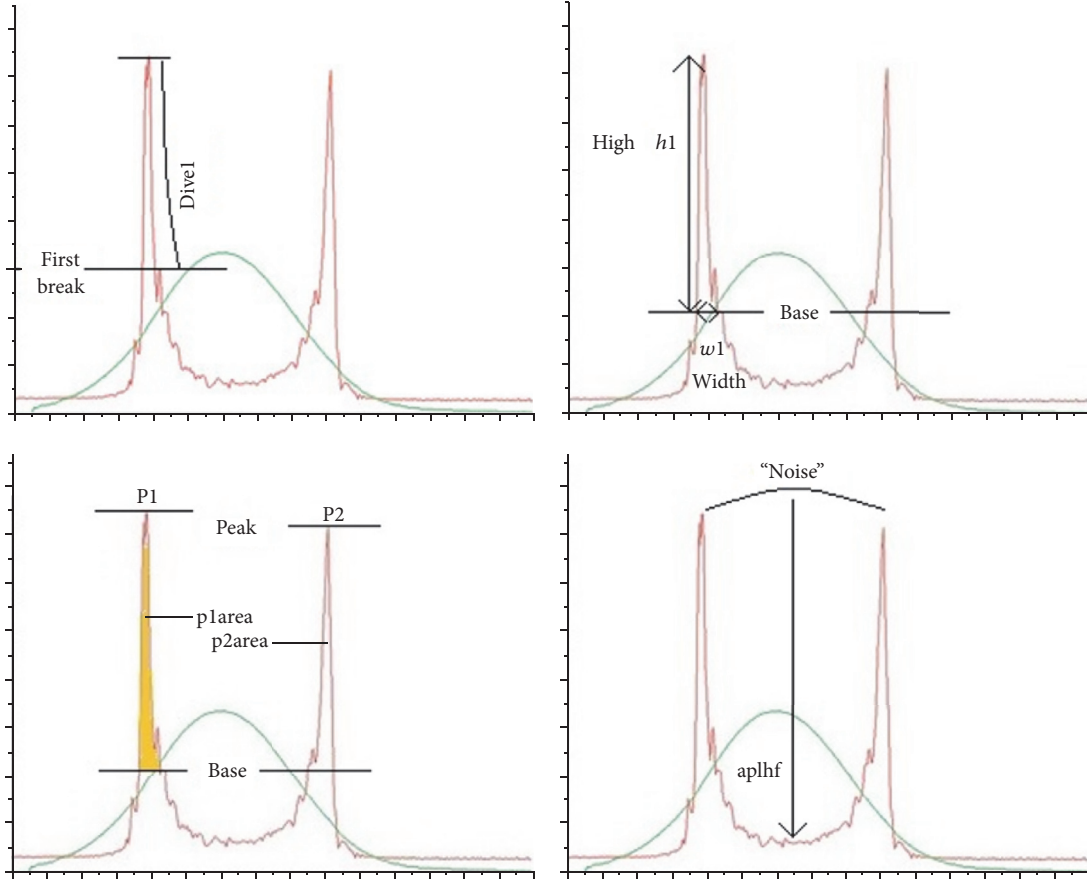 Dive1
First
break
High h1
Base
w1
Width
P1
Peak
P2
p1area
p2area
Base
“Noise”
aplhf